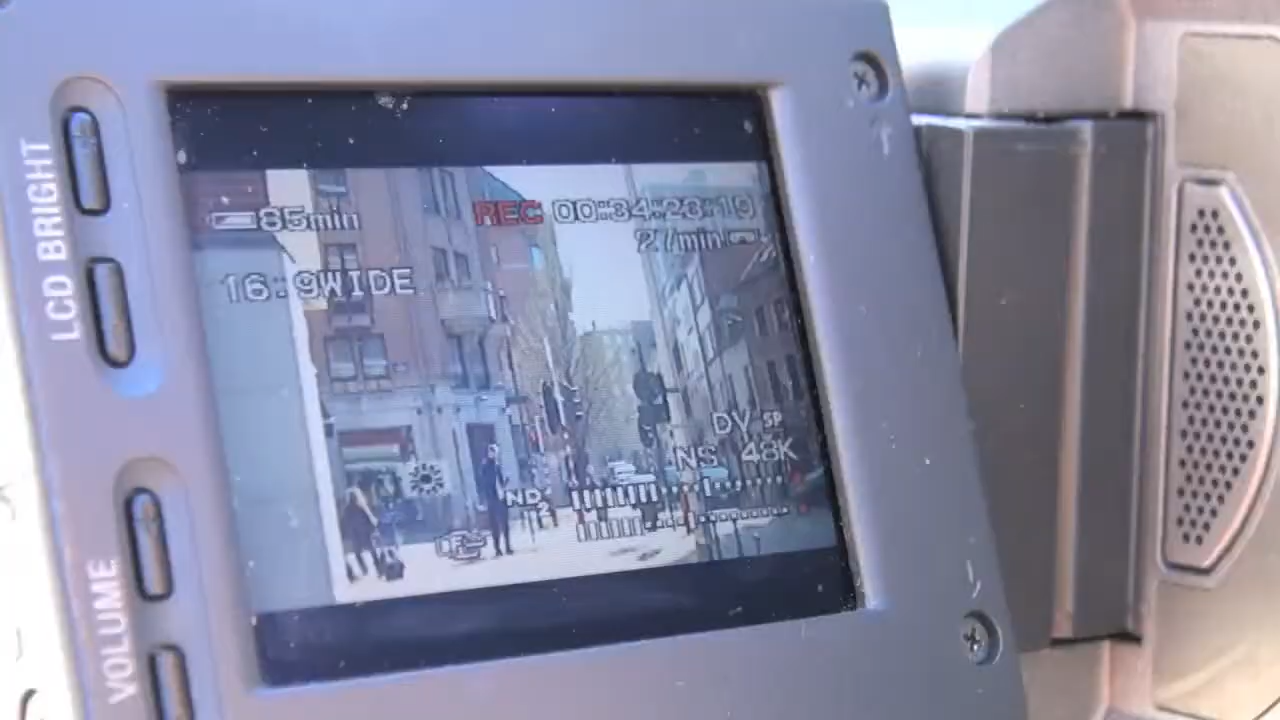 LCD BRIGHT
VOLUME
85min
REC 00:34:23:19
27min
16:9WIDE
DV SP
NS 48K
ND2